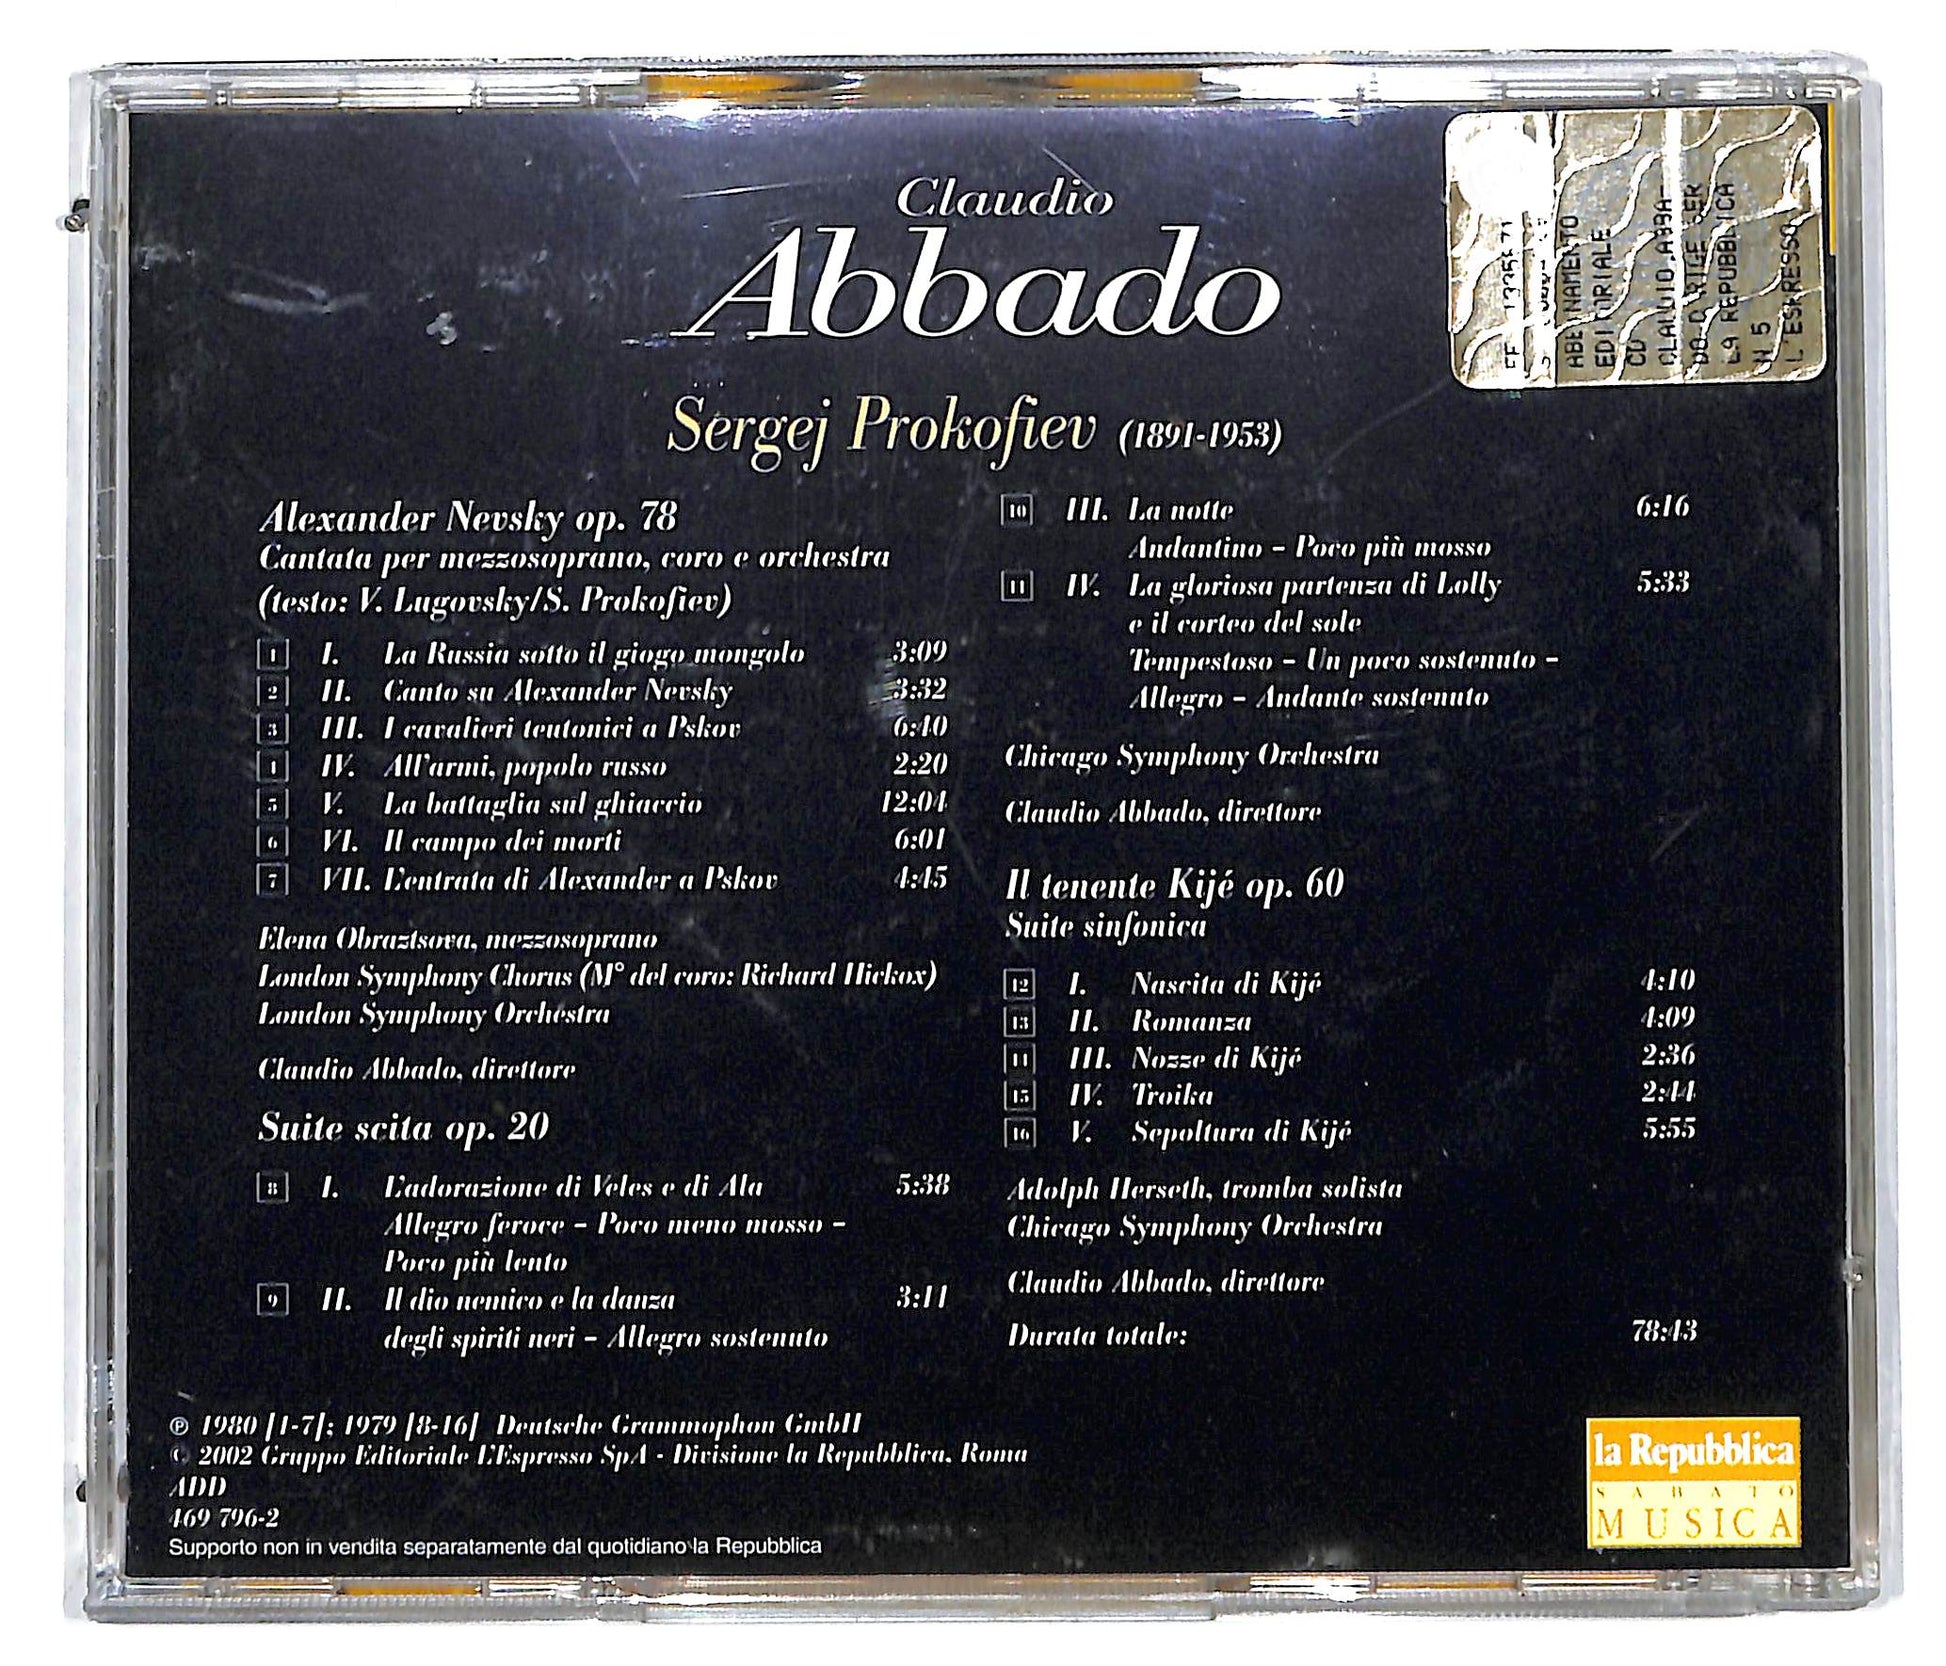 Claudio
Abbado
Sergej Prokofiev (1891-1953)
Alexander Nevsky op. 78
Cantata per mezzosoprano, coro e orchestra
(testo: V. Lugovsky/S. Prokofiev)
1 I. La Russia sotto il giogo mongolo 3:09
2 II. Canto su Alexander Nevsky 3:32
3 III. I cavalieri teutonici a Pskov 6:40
4 IV. All'armi, popolo russo 2:20
5 V. La battaglia sul ghiaccio 12:04
6 VI. Il campo dei morti 6:01
7 VII. L'entrata di Alexander a Pskov 4:45
Elena Obraztsova, mezzosoprano
London Symphony Chorus (M° del coro: Richard Hickox)
London Symphony Orchestra
Claudio Abbado, direttore
Suite scita op. 20
8 I. L'adorazione di Veles e di Ala 5:38
Allegro feroce – Poco meno mosso –
Poco più lento
9 II. Il dio nemico e la danza 3:11
degli spiriti neri – Allegro sostenuto
10 III. La notte 6:16
Andantino – Poco più mosso
11 IV. La gloriosa partenza di Lolly 5:33
e il corteo del sole
Tempestoso – Un poco sostenuto –
Allegro – Andante sostenuto
Chicago Symphony Orchestra
Claudio Abbado, direttore
Il tenente Kijé op. 60
Suite sinfonica
12 I. Nascita di Kijé 4:10
13 II. Romanza 4:09
14 III. Nozze di Kijé 2:36
15 IV. Troika 2:44
16 V. Sepoltura di Kijé 5:55
Adolph Herseth, tromba solista
Chicago Symphony Orchestra
Claudio Abbado, direttore
Durata totale: 78:43
℗ 1980 [1-7]; 1979 [8-16] Deutsche Grammophon GmbH
© 2002 Gruppo Editoriale L'Espresso SpA - Divisione la Repubblica, Roma
ADD
469 796-2
Supporto non in vendita separatamente dal quotidiano la Repubblica
la Repubblica
SABATO
MUSICA
ABBINAMENTO
EDITORIALE
CD
CLAUDIO ABBA-
DO DIRIGE SER
LA REPUBBLICA
N 5
L'ESPRESSO